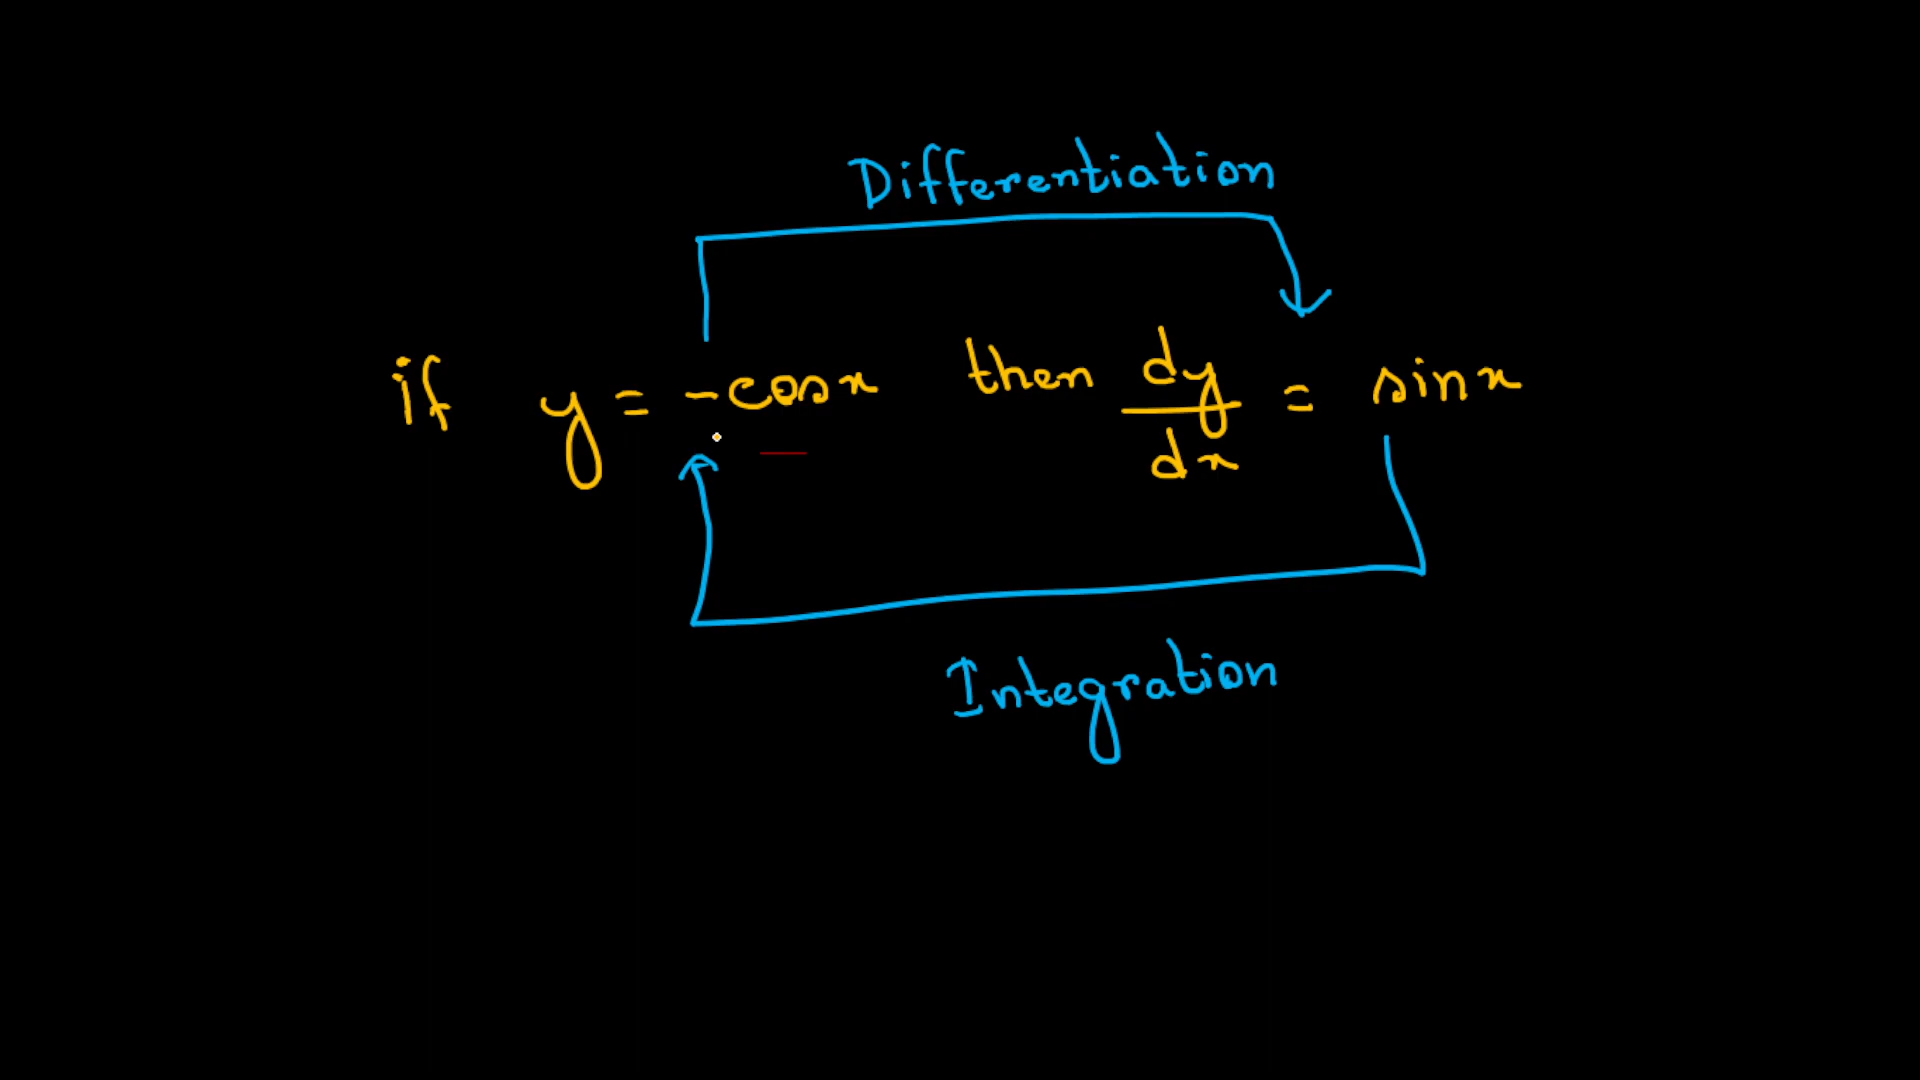 Differentiation
if y = -cosx then dy/dx = sinx
Integration